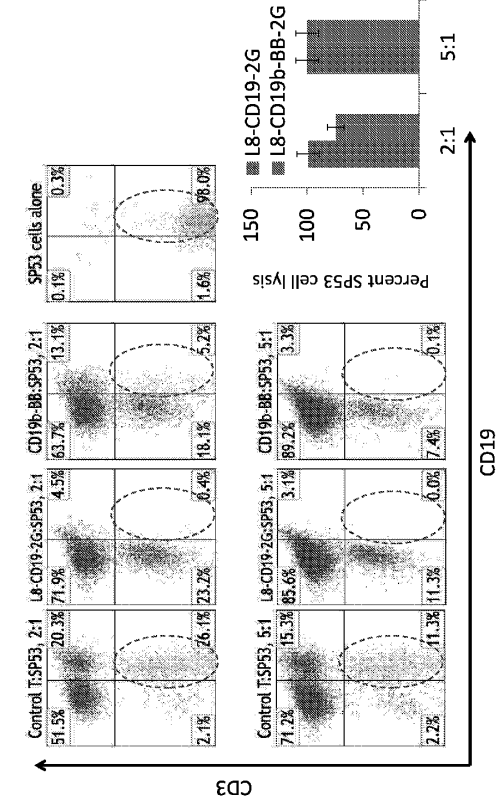 Control T:SP53, 2:1
51.5% 20.3%
2.1% 26.1%
L8-CD19-2G:SP53, 2:1
71.9% 4.5%
23.2% 0.4%
CD19b-BB:SP53, 2:1
63.7% 13.1%
18.1% 5.2%
SP53 cells alone
0.1% 0.3%
1.6% 98.0%
Control T:SP53, 5:1
71.2% 15.3%
2.2% 11.3%
L8-CD19-2G:SP53, 5:1
85.6% 3.1%
11.3% 0.0%
CD19b-BB:SP53, 5:1
89.2% 3.3%
7.4% 0.1%
L8-CD19-2G
L8-CD19b-BB-2G
Percent SP53 cell lysis
150
100
50
0
2:1 5:1
CD3
CD19